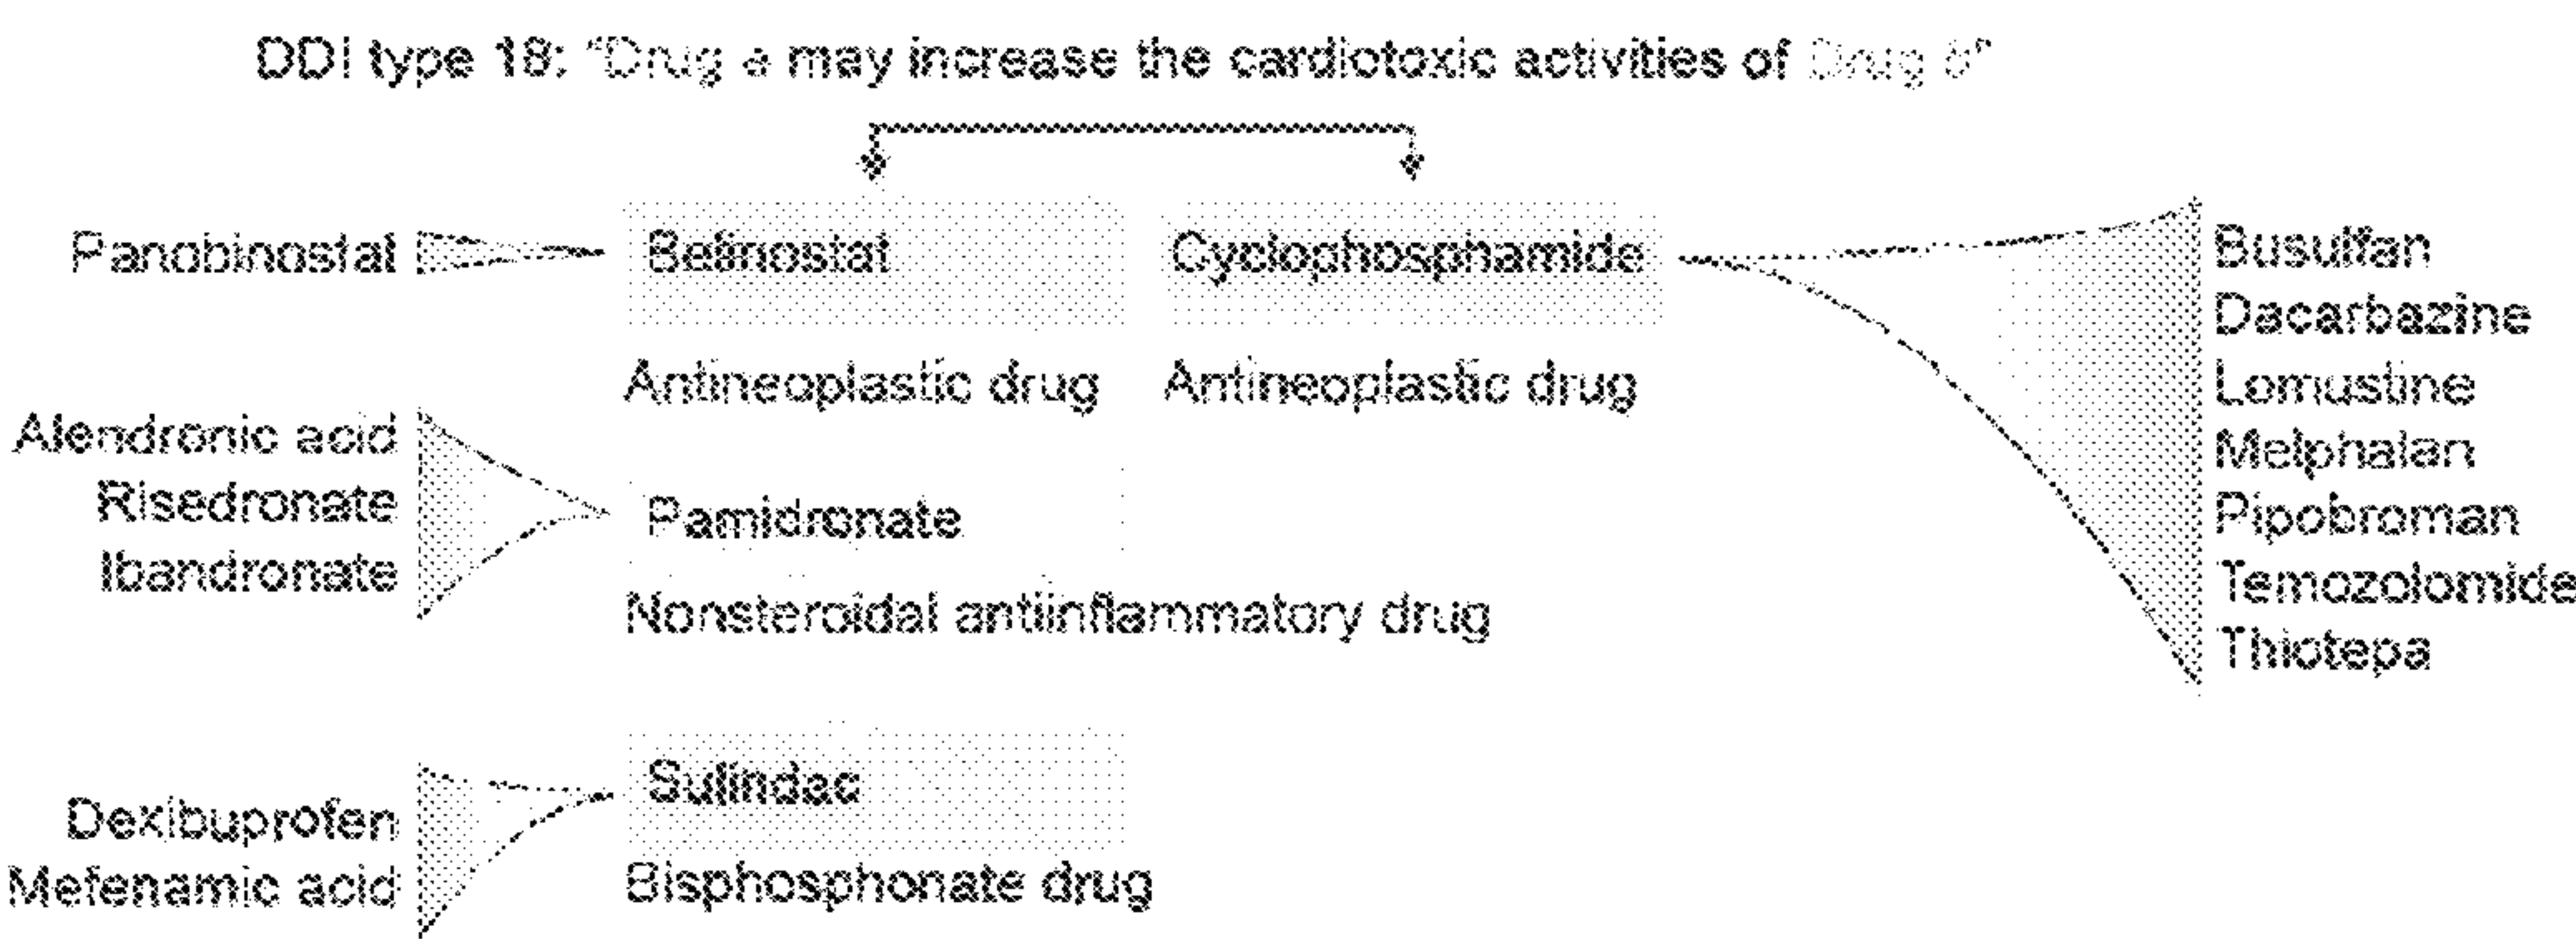 DDI type 18: "Drug a may increase the cardiotoxic activities of Drug b"
Panobinostat
Belinostat
Cyclophosphamide
Antineoplastic drug
Antineoplastic drug
Busulfan
Dacarbazine
Lomustine
Melphalan
Pipobroman
Temozolomide
Thiotepa
Alendronic acid
Risedronate
Ibandronate
Pamidronate
Nonsteroidal antiinflammatory drug
Dexibuprofen
Mefenamic acid
Sulindac
Bisphosphonate drug